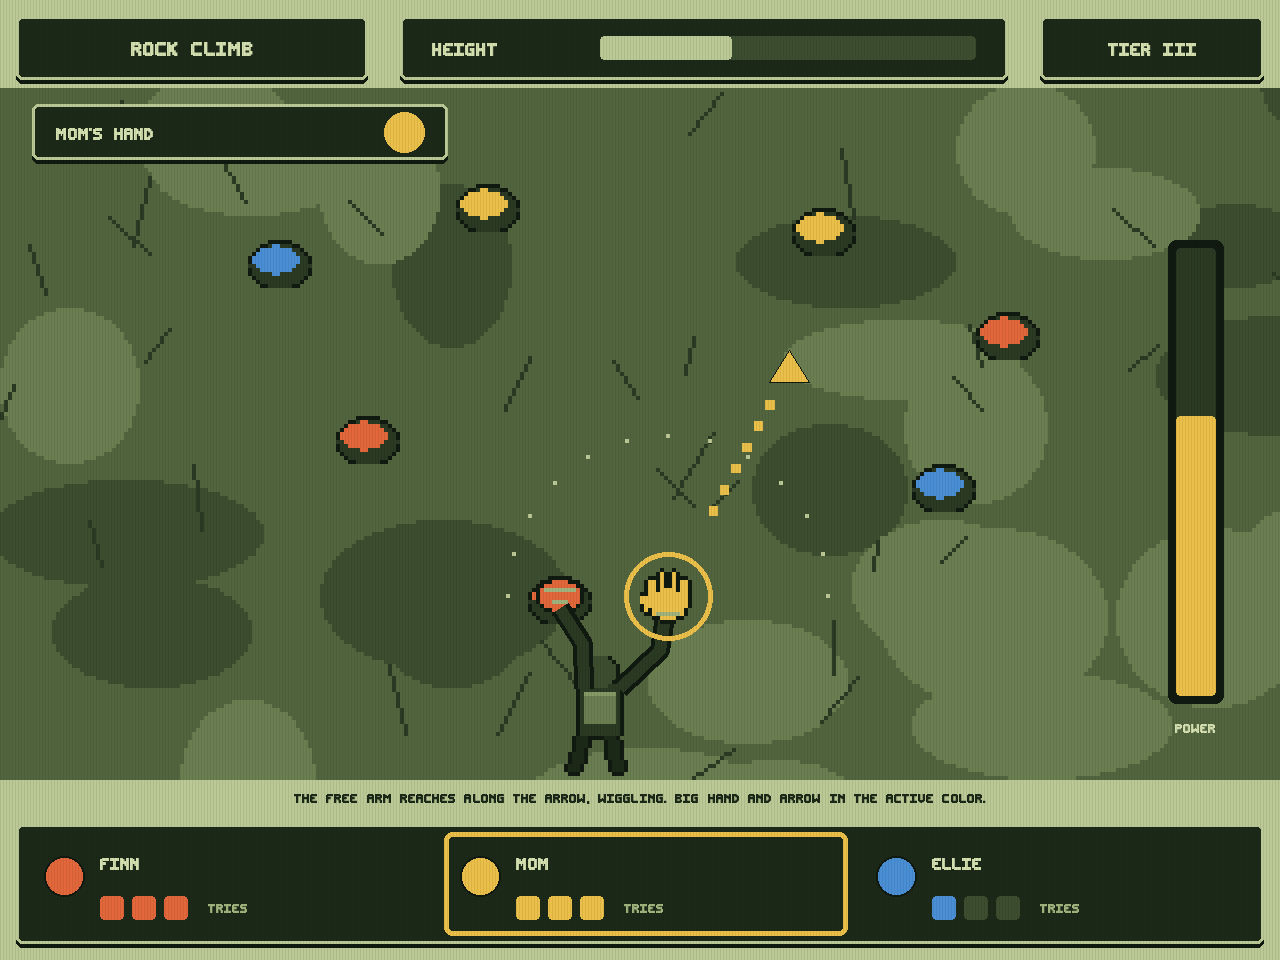 ROCK CLIMB
HEIGHT
TIER III
MOM'S HAND
POWER
THE FREE ARM REACHES ALONG THE ARROW, WIGGLING. BIG HAND AND ARROW IN THE ACTIVE COLOR.
FINN
TRIES
MOM
TRIES
ELLIE
TRIES